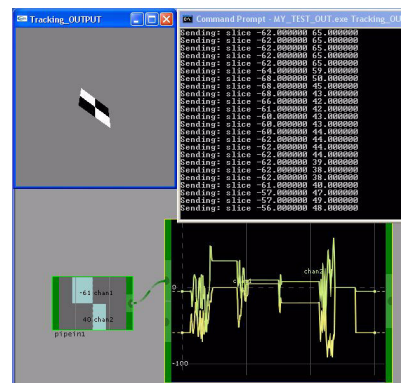 Tracking_OUTPUT
Command Prompt - MY_TEST_OUT.exe Tracking_OU
Sending: slice -62.000000 65.000000
Sending: slice -62.000000 65.000000
Sending: slice -62.000000 65.000000
Sending: slice -62.000000 65.000000
Sending: slice -64.000000 59.000000
Sending: slice -68.000000 50.000000
Sending: slice -68.000000 45.000000
Sending: slice -68.000000 43.000000
Sending: slice -66.000000 42.000000
Sending: slice -62.000000 42.000000
Sending: slice -60.000000 43.000000
Sending: slice -60.000000 43.000000
Sending: slice -60.000000 44.000000
Sending: slice -62.000000 44.000000
Sending: slice -62.000000 44.000000
Sending: slice -62.000000 44.000000
Sending: slice -62.000000 39.000000
Sending: slice -62.000000 38.000000
Sending: slice -62.000000 38.000000
Sending: slice -61.000000 40.000000
Sending: slice -57.000000 47.000000
Sending: slice -57.000000 49.000000
Sending: slice -56.000000 48.000000
-61 chan1
40 chan2
pipein1
chan2
0
-100